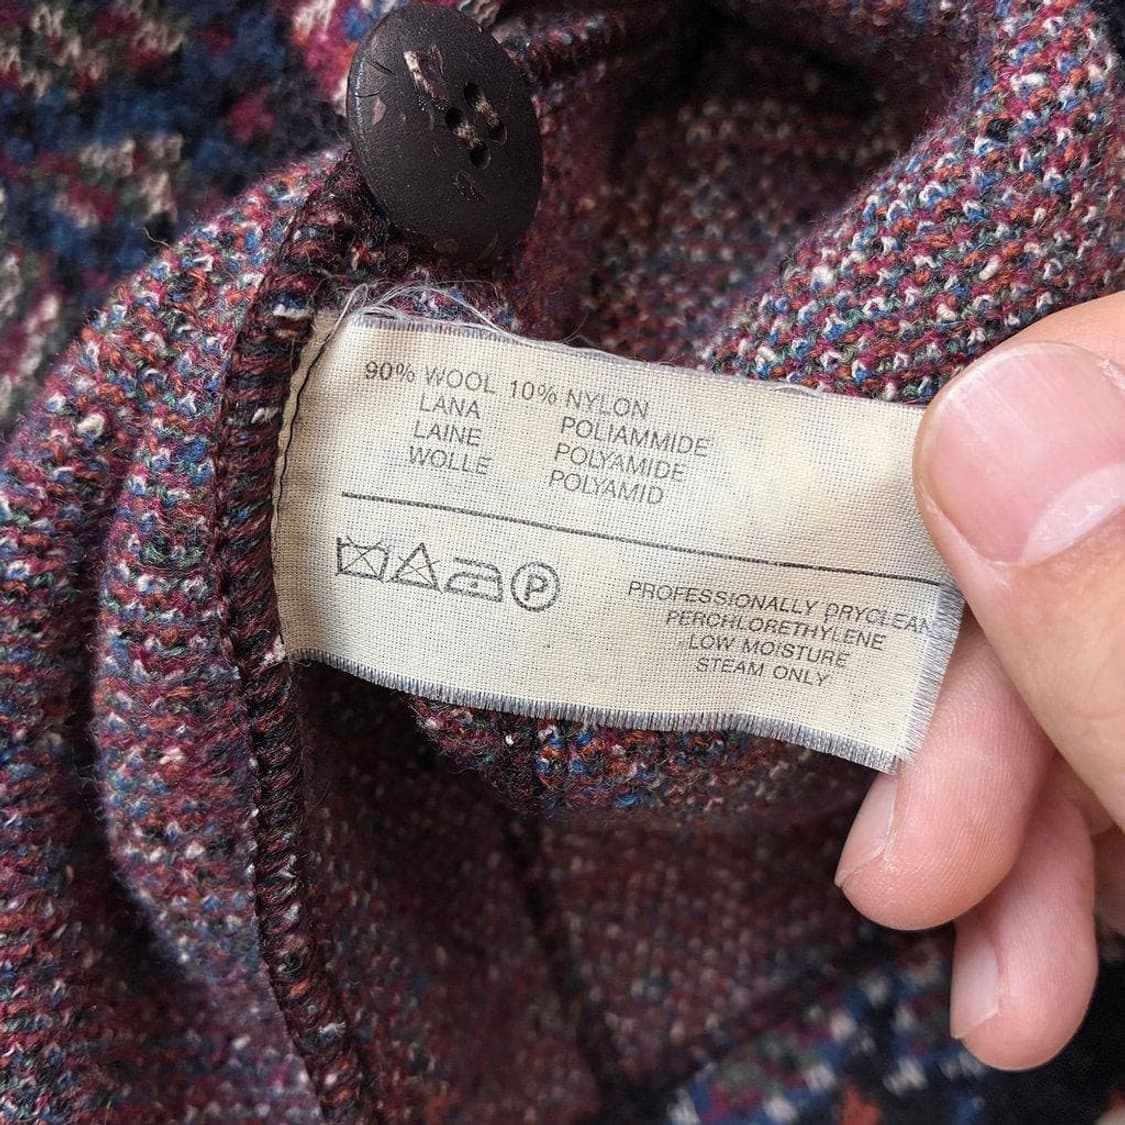 90% WOOL 10% NYLON
LANA POLIAMMIDE
LAINE POLYAMIDE
WOLLE POLYAMID
P
PROFESSIONALLY DRYCLEAN
PERCHLORETHYLENE
LOW MOISTURE
STEAM ONLY